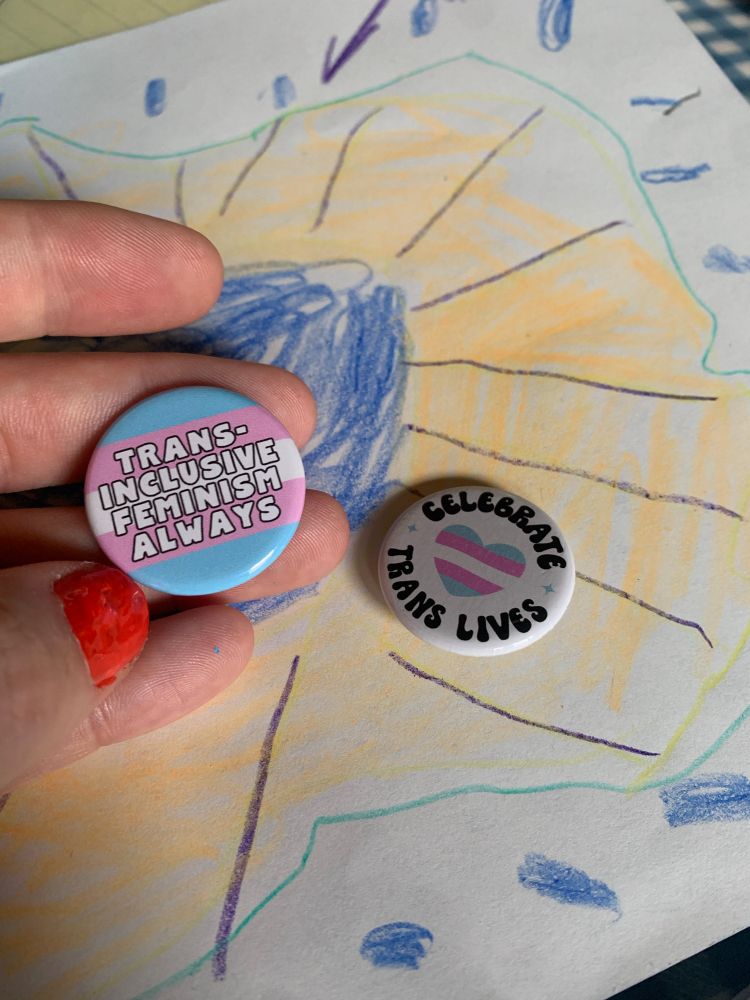 TRANS-
INCLUSIVE
FEMINISM
ALWAYS
CELEBRATE
TRANS LIVES